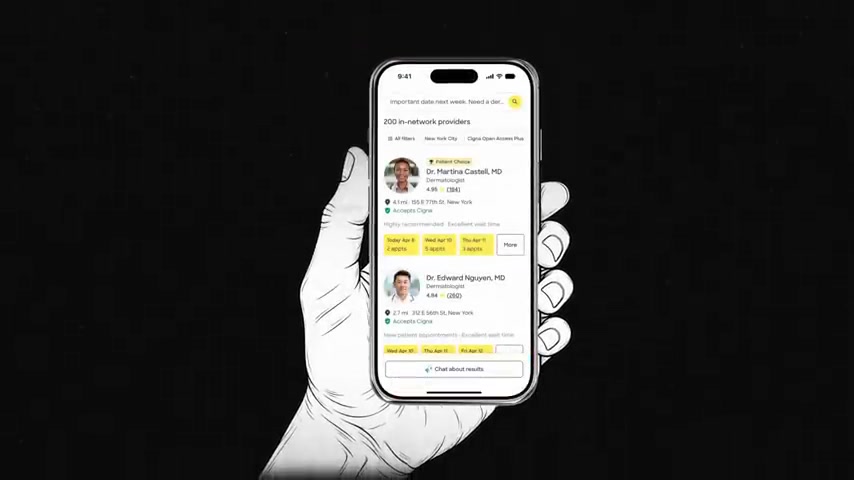 9:41
Important date next week. Need a der...
200 in-network providers
All filters New York City Cigna Open Access Plus
Patient Choice
Dr. Martina Castell, MD
Dermatologist
4.95 (184)
4.1 mi · 155 E 77th St, New York
Accepts Cigna
Highly recommended · Excellent wait time
Today Apr 9 Wed Apr 10 Thu Apr 11 More
2 appts 5 appts 3 appts
Dr. Edward Nguyen, MD
Dermatologist
4.84 (260)
2.7 mi · 312 E 56th St, New York
Accepts Cigna
New patient appointments · Excellent wait time
Wed Apr 10 Thu Apr 11 Fri Apr 12
Chat about results